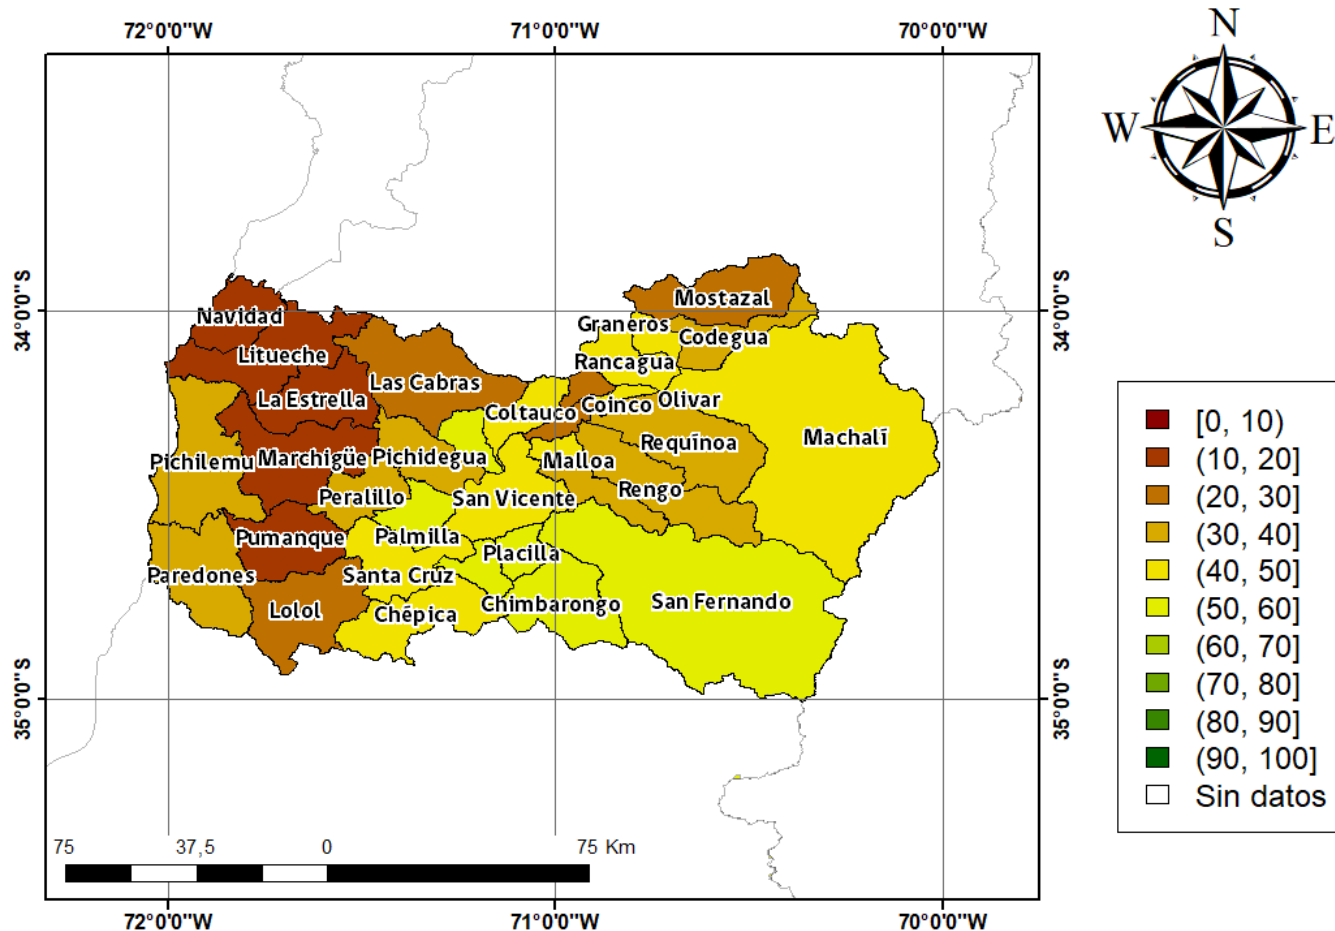 72°0'0"W
71°0'0"W
70°0'0"W
N
W
E
S
34°0'0"S
34°0'0"S
Navidad
Mostazal
Graneros
Codegua
Litueche
Rancagua
Las Cabras
La Estrella
Coltauco
Coinco
Olivar
Requínoa
Machalí
Pichilemu
Marchigüe
Pichidegua
Malloa
Rengo
Peralillo
San Vicente
Pumanque
Palmilla
Placilla
Paredones
Santa Cruz
Lolol
Chépica
Chimbarongo
San Fernando
35°0'0"S
35°0'0"S
[0, 10)
(10, 20]
(20, 30]
(30, 40]
(40, 50]
(50, 60]
(60, 70]
(70, 80]
(80, 90]
(90, 100]
Sin datos
75
37,5
0
75 Km
72°0'0"W
71°0'0"W
70°0'0"W